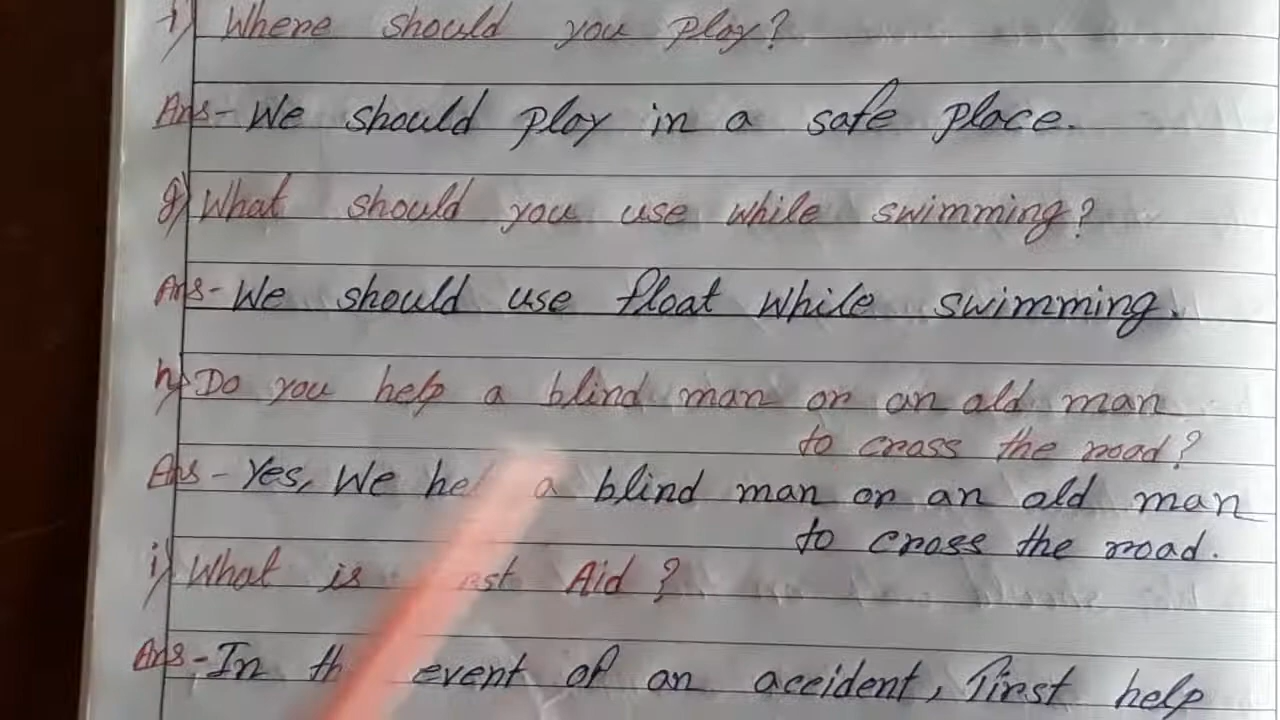 f) Where should you play?
Ans- We should play in a safe place.
g) What should you use while swimming?
Ans- We should use float while swimming.
h) Do you help a blind man or an old man
to cross the road?
Ans - Yes, We a blind man or an old man
to cross the road.
i) What is Aid ?
Ans - In event of an accident, first help